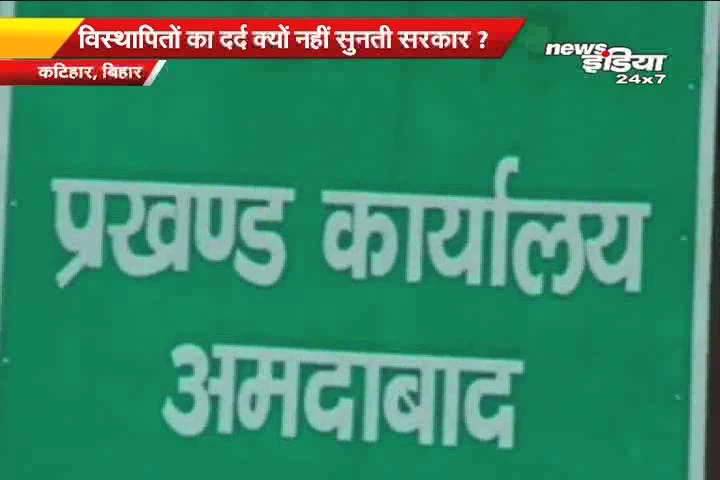 विस्थापितों का दर्द क्यों नहीं सुनती सरकार ?
कटिहार, बिहार
news
इंडिया
24x7
प्रखण्ड कार्यालय
अमदाबाद